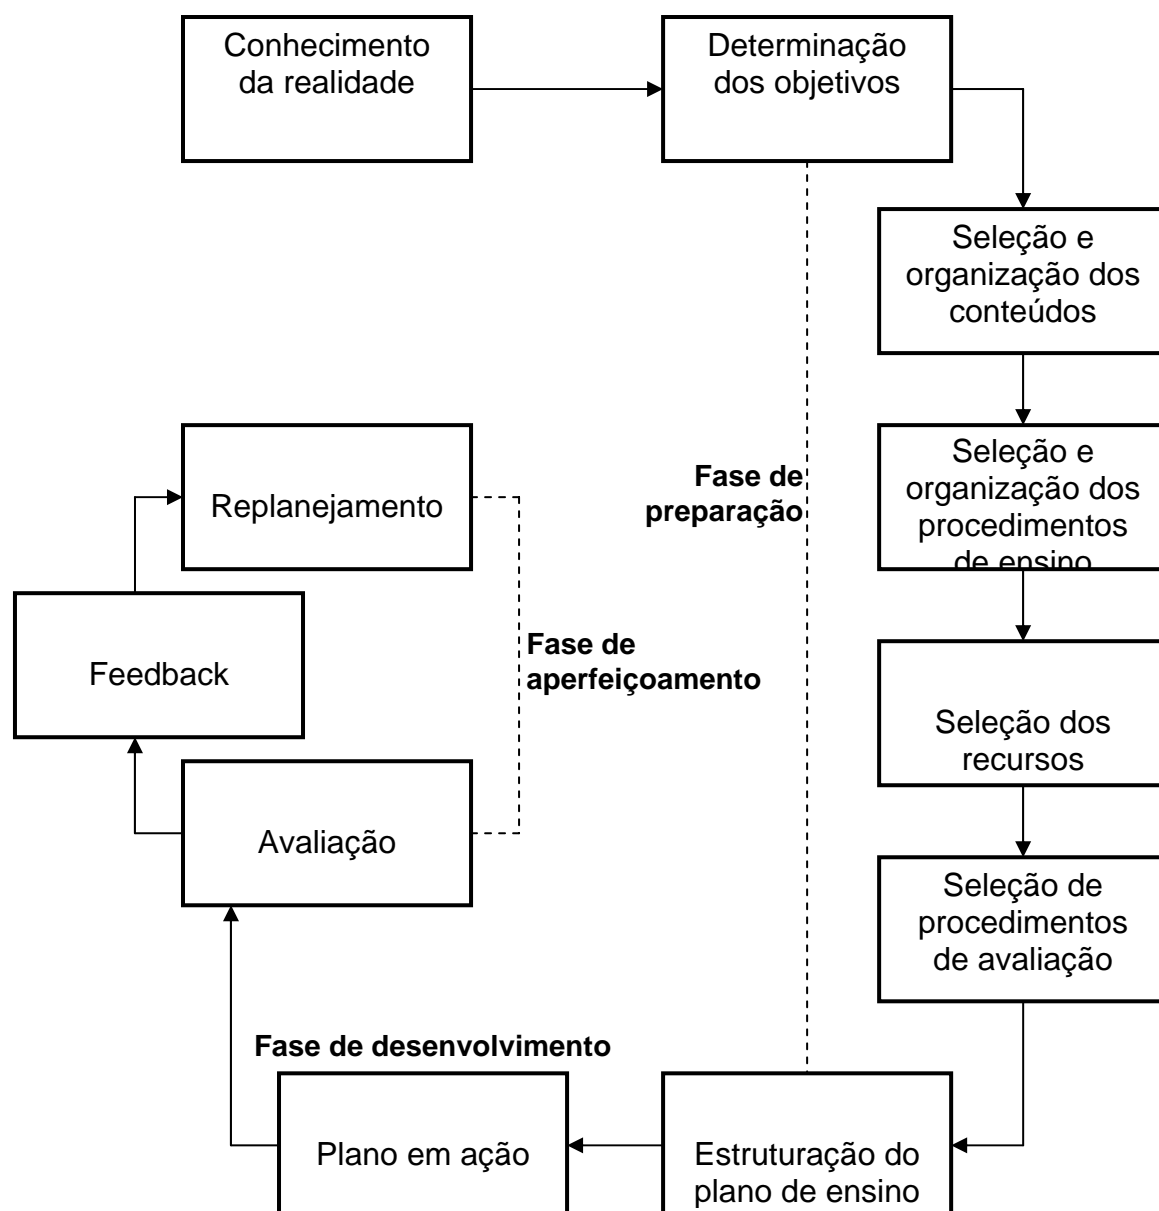 Conhecimento
da realidade
Determinação
dos objetivos
Seleção e
organização dos
conteúdos
Seleção e
organização dos
procedimentos
de ensino
Seleção dos
recursos
Seleção de
procedimentos
de avaliação
Fase de
preparação
Replanejamento
Feedback
Fase de
aperfeiçoamento
Avaliação
Fase de desenvolvimento
Plano em ação
Estruturação do
plano de ensino